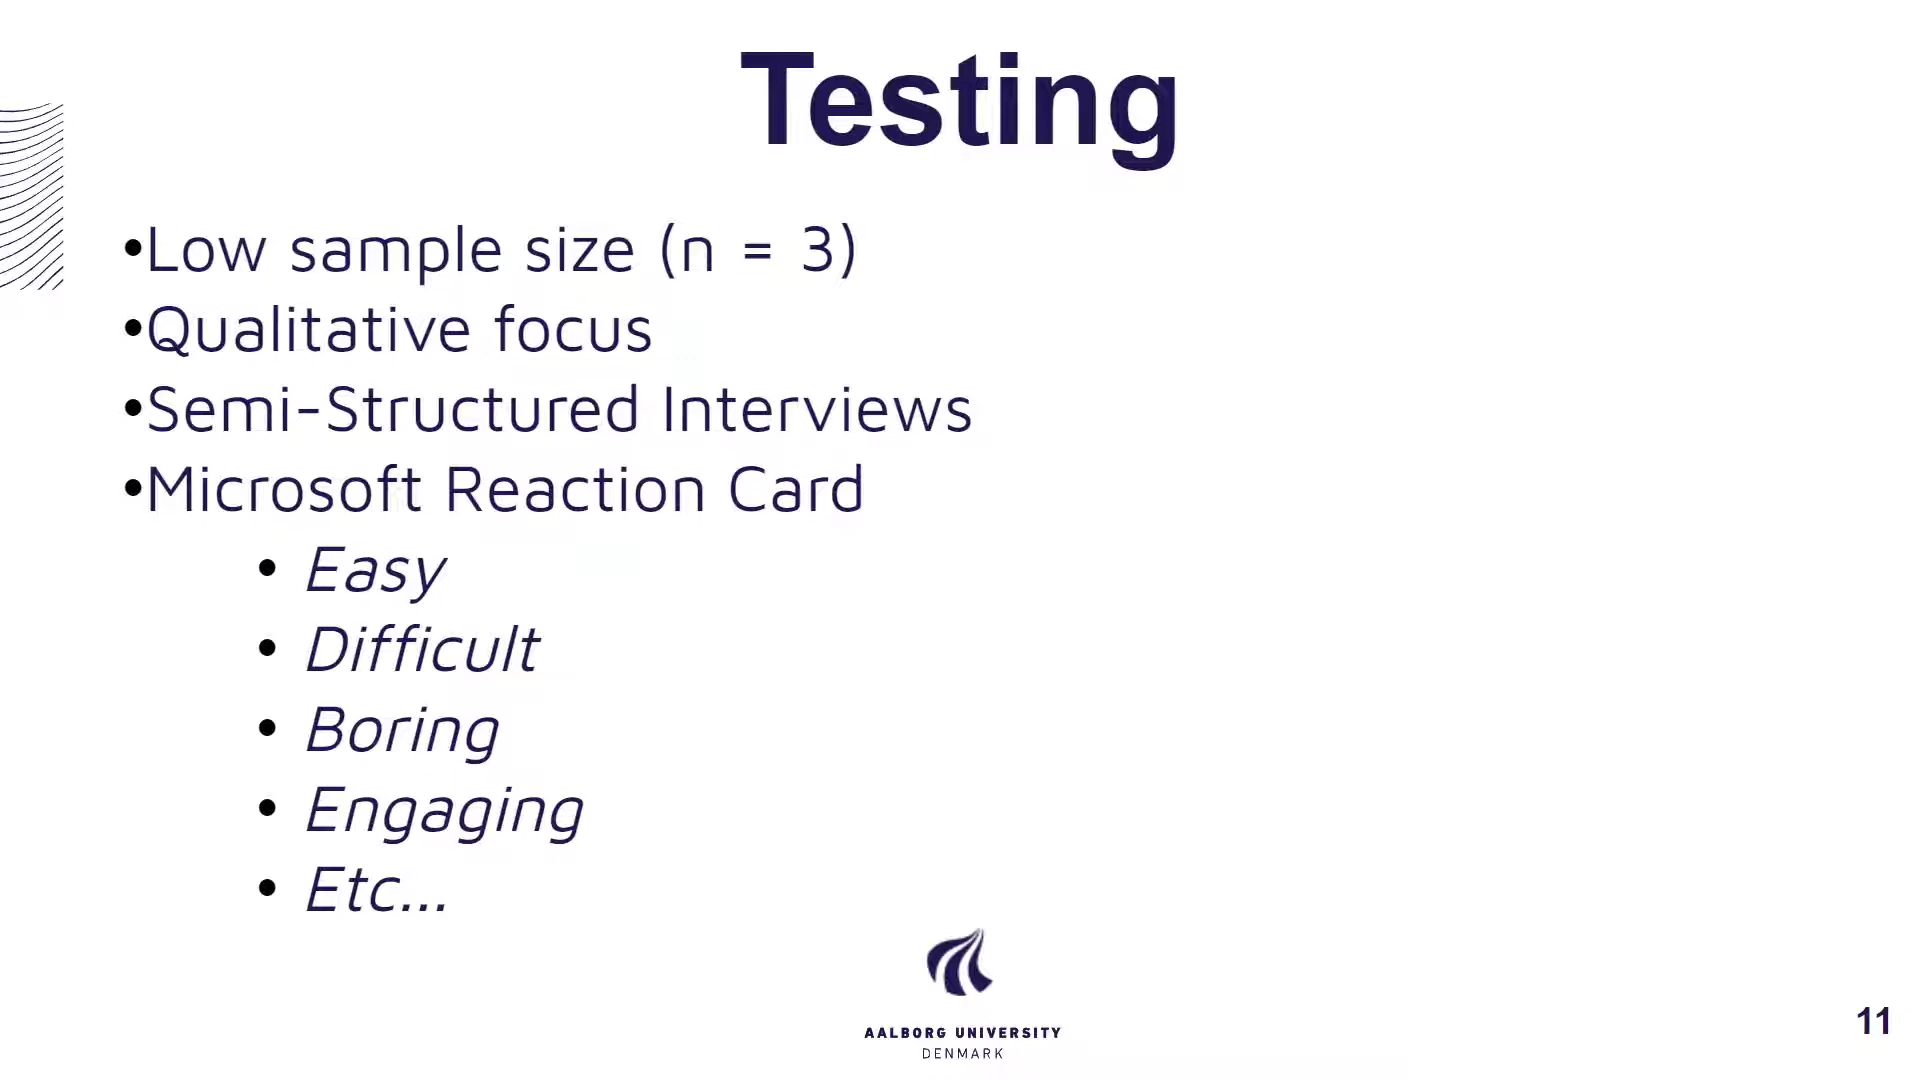 Testing
•Low sample size (n = 3)
•Qualitative focus
•Semi-Structured Interviews
•Microsoft Reaction Card
• Easy
• Difficult
• Boring
• Engaging
• Etc...
AALBORG UNIVERSITY
DENMARK
11